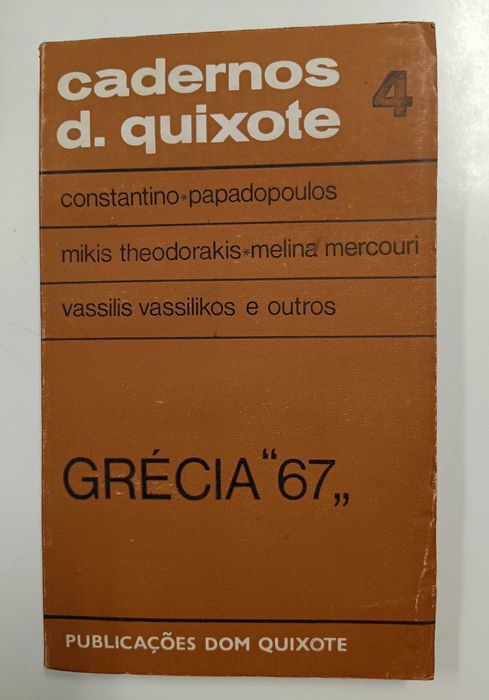 cadernos
d. quixote 4
constantino*papadopoulos
mikis theodorakis*melina mercouri
vassilis vassilikos e outros
GRÉCIA “67„
PUBLICAÇÕES DOM QUIXOTE